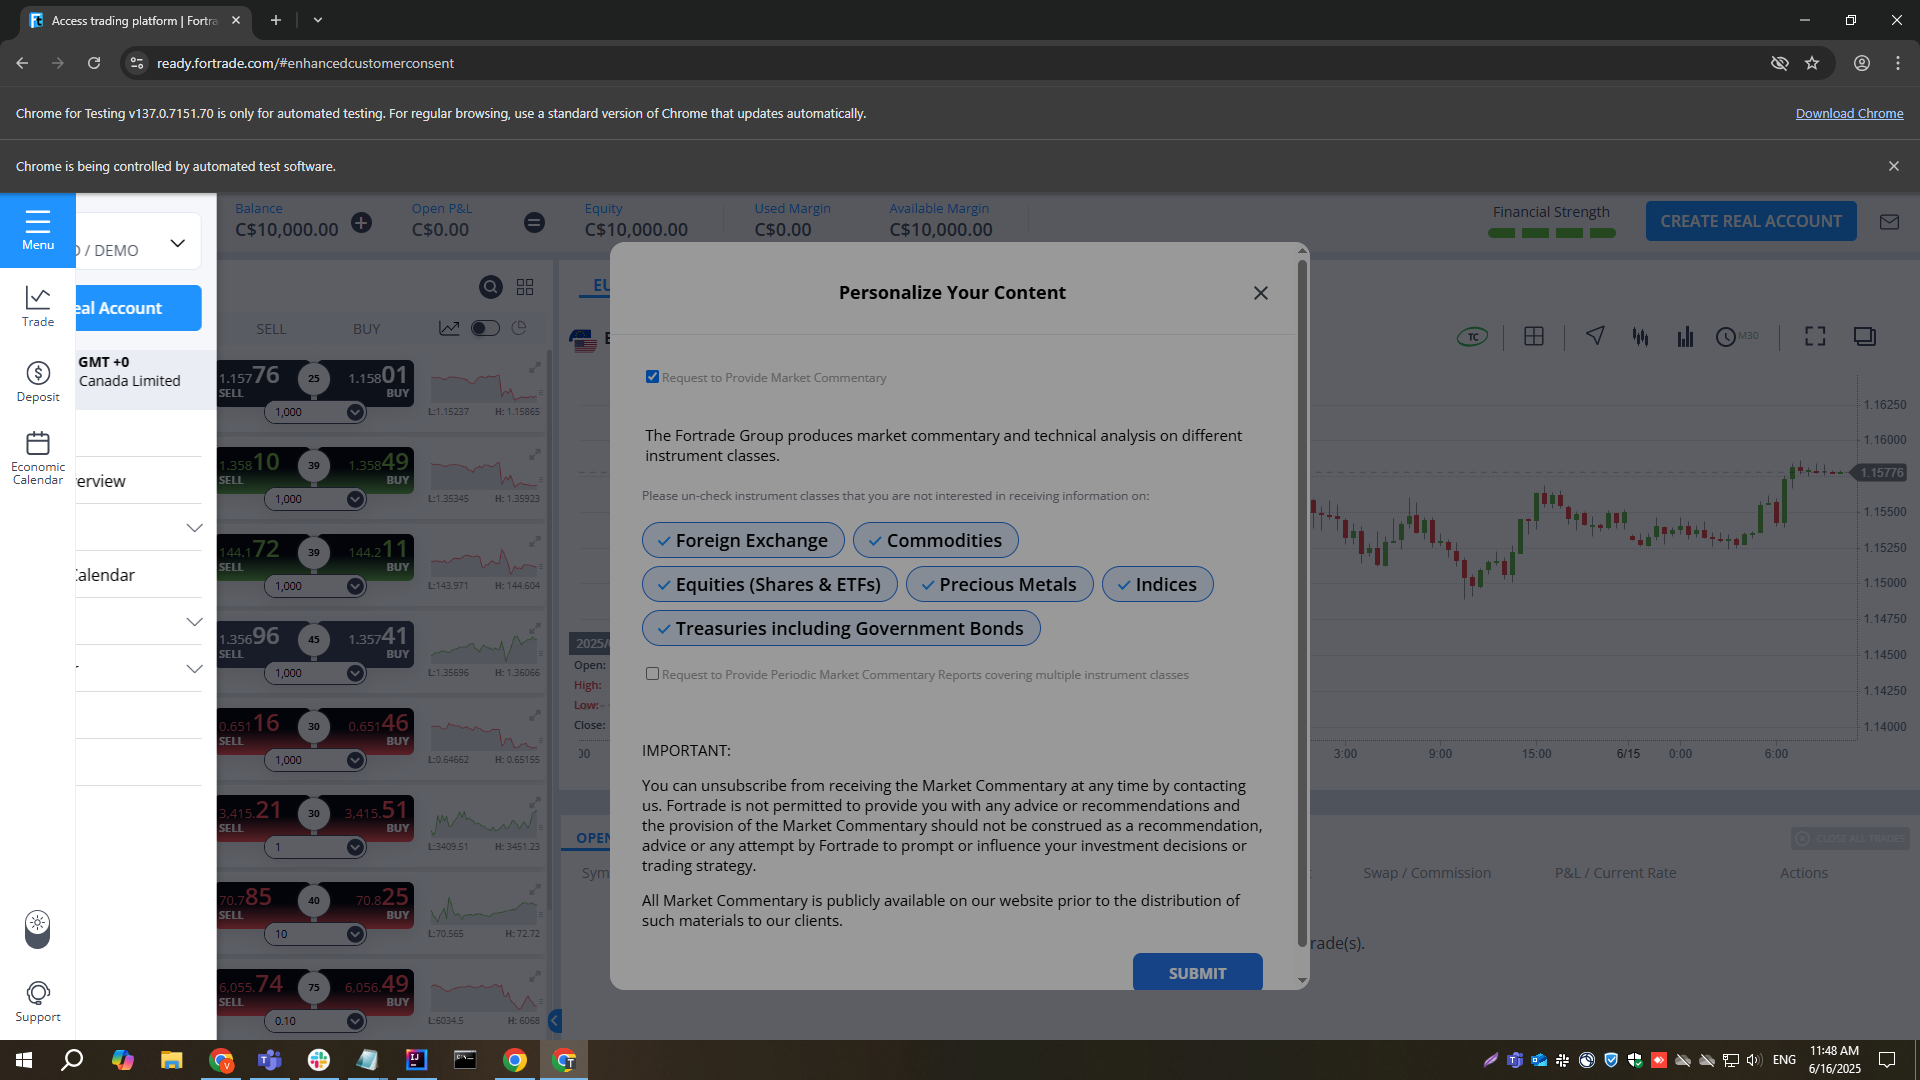 Access trading platform | Fortra
ready.fortrade.com/#enhancedcustomerconsent
Chrome for Testing v137.0.7151.70 is only for automated testing. For regular browsing, use a standard version of Chrome that updates automatically.
Download Chrome
Chrome is being controlled by automated test software.
Menu
Trade
Deposit
Economic
Calendar
Support
/ DEMO
eal Account
GMT +0
Canada Limited
erview
Calendar
Balance
C$10,000.00
Open P&L
C$0.00
Equity
C$10,000.00
Used Margin
C$0.00
Available Margin
C$10,000.00
Financial Strength
CREATE REAL ACCOUNT
SELL
BUY
1.15776
SELL
25
1.15801
BUY
1,000
L:1.15237
H: 1.15865
1.35810
SELL
39
1.35849
BUY
1,000
L:1.35345
H: 1.35923
144.172
SELL
39
144.211
BUY
1,000
L:143.971
H: 144.604
1.35696
SELL
45
1.35741
BUY
1,000
L:1.35696
H: 1.36066
0.65116
SELL
30
0.65146
BUY
1,000
L:0.64662
H: 0.65155
3,415.21
SELL
30
3,415.51
BUY
1
L:3409.51
H: 3451.23
70.785
SELL
40
70.825
BUY
10
L:70.565
H: 72.72
6,055.74
SELL
75
6,056.49
BUY
0.10
L:6034.5
H: 6068
EU
TC
M30
Personalize Your Content
Request to Provide Market Commentary
The Fortrade Group produces market commentary and technical analysis on different
instrument classes.
Please un-check instrument classes that you are not interested in receiving information on:
Foreign Exchange
Commodities
Equities (Shares & ETFs)
Precious Metals
Indices
Treasuries including Government Bonds
Request to Provide Periodic Market Commentary Reports covering multiple instrument classes
IMPORTANT:
You can unsubscribe from receiving the Market Commentary at any time by contacting
us. Fortrade is not permitted to provide you with any advice or recommendations and
the provision of the Market Commentary should not be construed as a recommendation,
advice or any attempt by Fortrade to prompt or influence your investment decisions or
trading strategy.
All Market Commentary is publicly available on our website prior to the distribution of
such materials to our clients.
SUBMIT
2025/
Open:
High:
Low:
Close:
:00
3:00
9:00
15:00
6/15
0:00
6:00
1.16250
1.16000
1.15776
1.15500
1.15250
1.15000
1.14750
1.14500
1.14250
1.14000
OPEN
CLOSE ALL TRADES
Sym
Swap / Commission
P&L / Current Rate
Actions
rade(s).
ENG
11:48 AM
6/16/2025